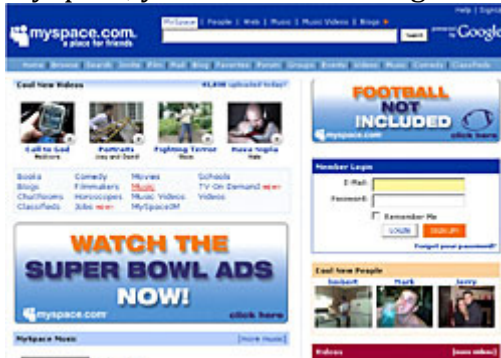 Help | SignUp
MySpace | People | Web | Music | Music Videos | Blogs
myspace.com.
a place for friends
Search
Google
Home Browse Search Invite Film Mail Blog Favorites Forum Groups Events Videos Music Comedy Classifieds
Cool New Videos
uploaded today!
Call to God
Portraits
Fighting Terror
Books
Comedy
Movies
Schools
Blogs
Filmmakers
Music
TV On Demand
ChatRooms
Horoscopes
Music Videos
Videos
Classifieds
Jobs
MySpaceIM
FOOTBALL
NOT
INCLUDED
myspace.com
click here
Member Login
E-Mail:
Password:
Remember Me
LOGIN
SIGN UP!
Forgot your password?
WATCH THE
SUPER BOWL ADS
NOW!
myspace.com
click here
Cool New People
Mark
Jerry
MySpace Music
[more music]
Videos